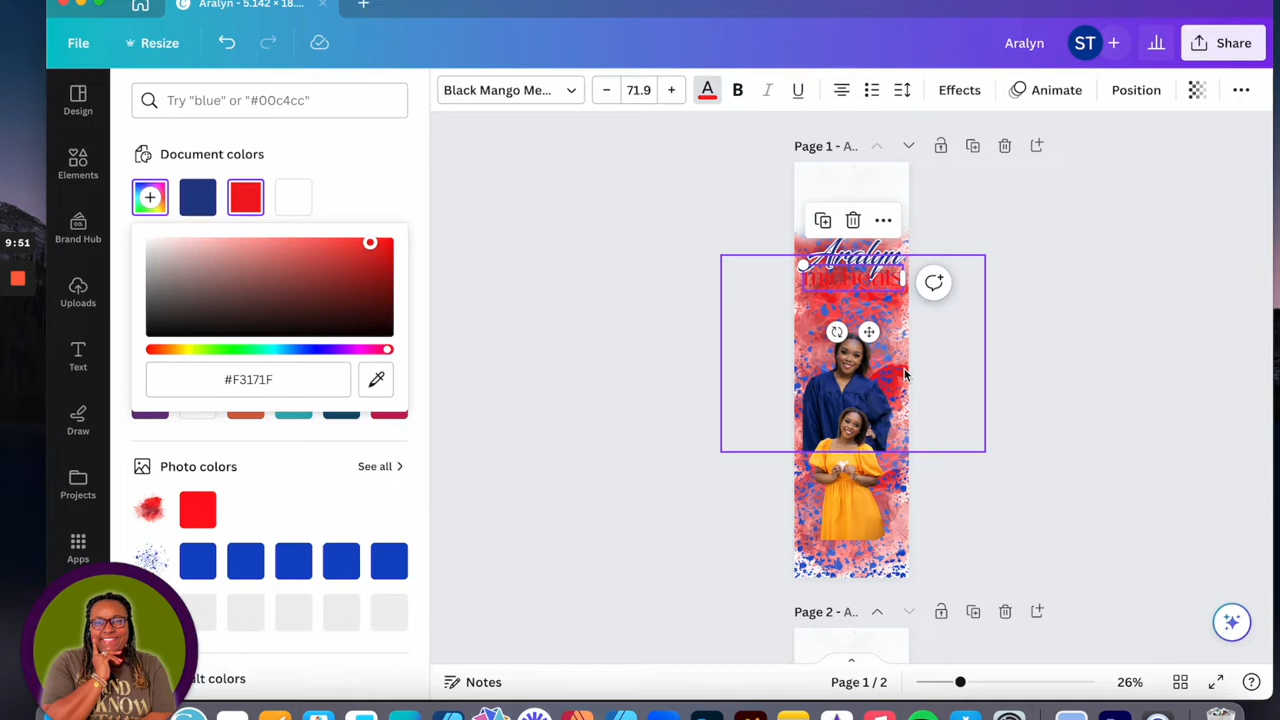 Aralyn - 5.142 × 18....
File
Resize
Aralyn
ST
Share
Design
Elements
Brand Hub
Uploads
Text
Draw
Projects
Apps
9:51
Try "blue" or "#00c4cc"
Document colors
#F3171F
Photo colors
See all
Black Mango Me...
71.9
A
B
I
U
Effects
Animate
Position
Page 1 - A..
Aralyn
Page 2 - A..
Notes
Page 1 / 2
26%